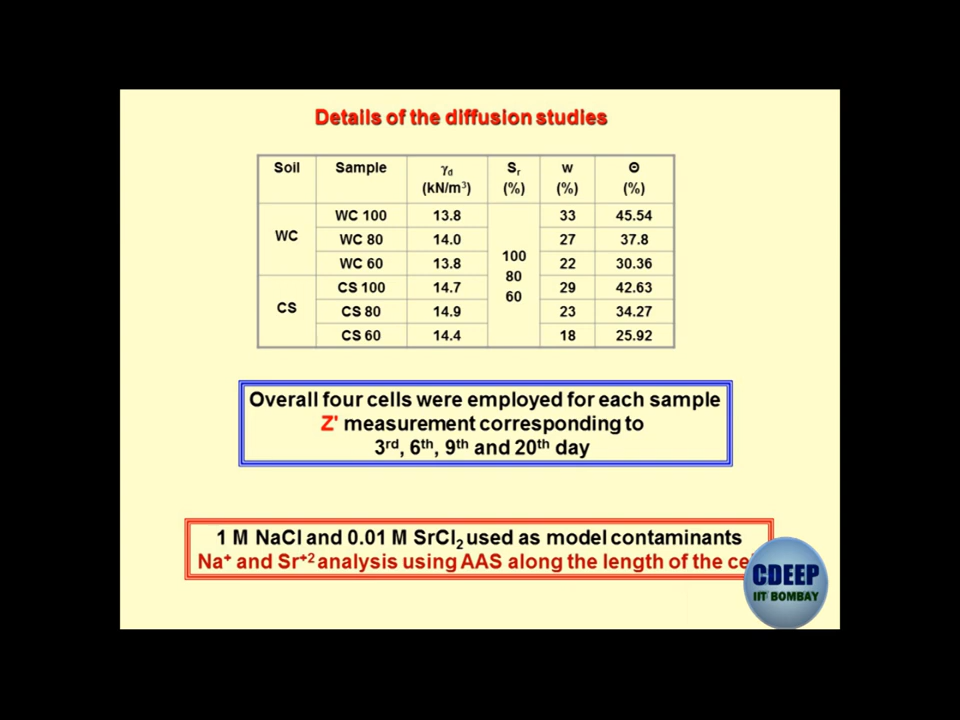 Details of the diffusion studies
Soil Sample γd Sr w Θ
(kN/m³) (%) (%) (%)
WC 100 13.8 33 45.54
WC
WC 80 14.0 27 37.8
WC 60 13.8 22 30.36
100
80
60
CS 100 14.7 29 42.63
CS
CS 80 14.9 23 34.27
CS 60 14.4 18 25.92
Overall four cells were employed for each sample
Z' measurement corresponding to
3rd, 6th, 9th and 20th day
1 M NaCl and 0.01 M SrCl₂ used as model contaminants
Na⁺ and Sr⁺² analysis using AAS along the length of the
CDEEP
IIT BOMBAY